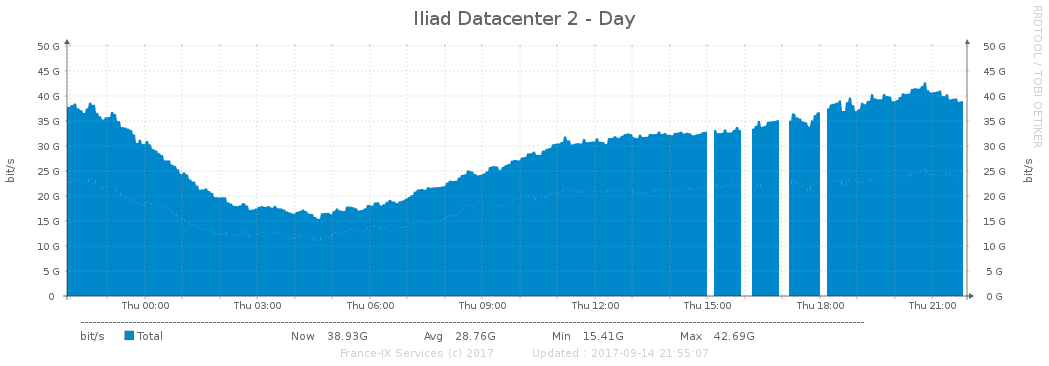 Iliad Datacenter 2 - Day
RRDTOOL / TOBI OETIKER
50 G 50 G
45 G 45 G
40 G 40 G
35 G 35 G
30 G 30 G
25 G 25 G
20 G 20 G
15 G 15 G
10 G 10 G
5 G 5 G
0 0 G
bit/s bit/s
Thu 00:00 Thu 03:00 Thu 06:00 Thu 09:00 Thu 12:00 Thu 15:00 Thu 18:00 Thu 21:00
bit/s Total Now 38.93G Avg 28.76G Min 15.41G Max 42.69G
France-IX Services (c) 2017 Updated : 2017-09-14 21:55:07